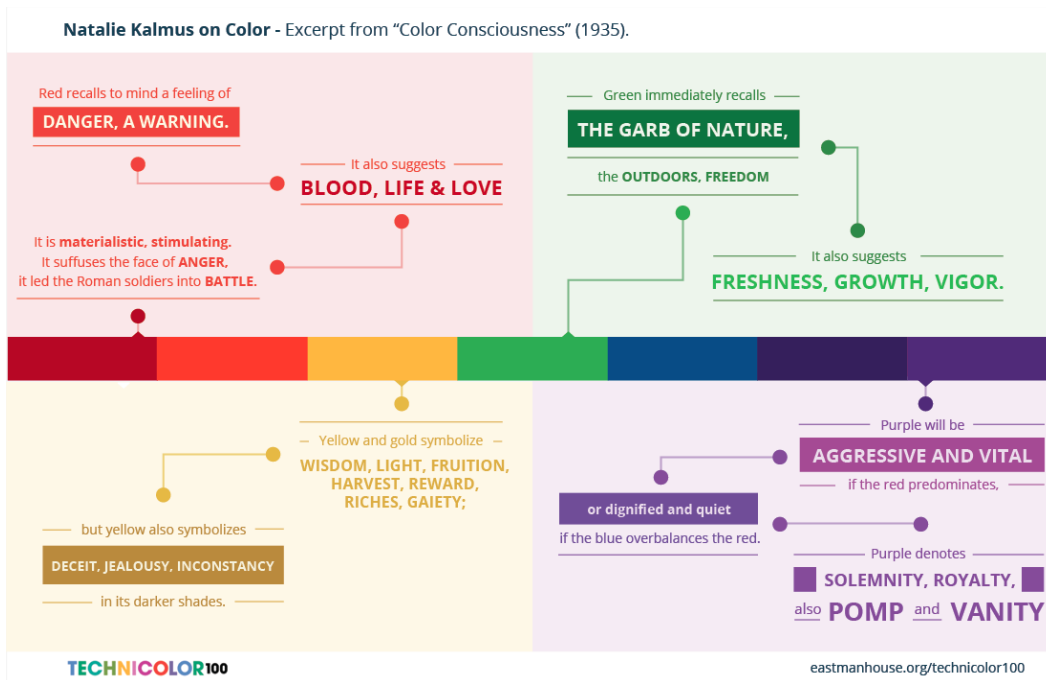 Natalie Kalmus on Color - Excerpt from “Color Consciousness” (1935).
Red recalls to mind a feeling of
DANGER, A WARNING.
It also suggests
BLOOD, LIFE & LOVE
It is materialistic, stimulating.
It suffuses the face of ANGER,
it led the Roman soldiers into BATTLE.
Green immediately recalls
THE GARB OF NATURE,
the OUTDOORS, FREEDOM
It also suggests
FRESHNESS, GROWTH, VIGOR.
Yellow and gold symbolize
WISDOM, LIGHT, FRUITION,
HARVEST, REWARD,
RICHES, GAIETY;
but yellow also symbolizes
DECEIT, JEALOUSY, INCONSTANCY
in its darker shades.
Purple will be
AGGRESSIVE AND VITAL
if the red predominates,
or dignified and quiet
if the blue overbalances the red.
Purple denotes
SOLEMNITY, ROYALTY,
also POMP and VANITY
TECHNICOLOR100
eastmanhouse.org/technicolor100